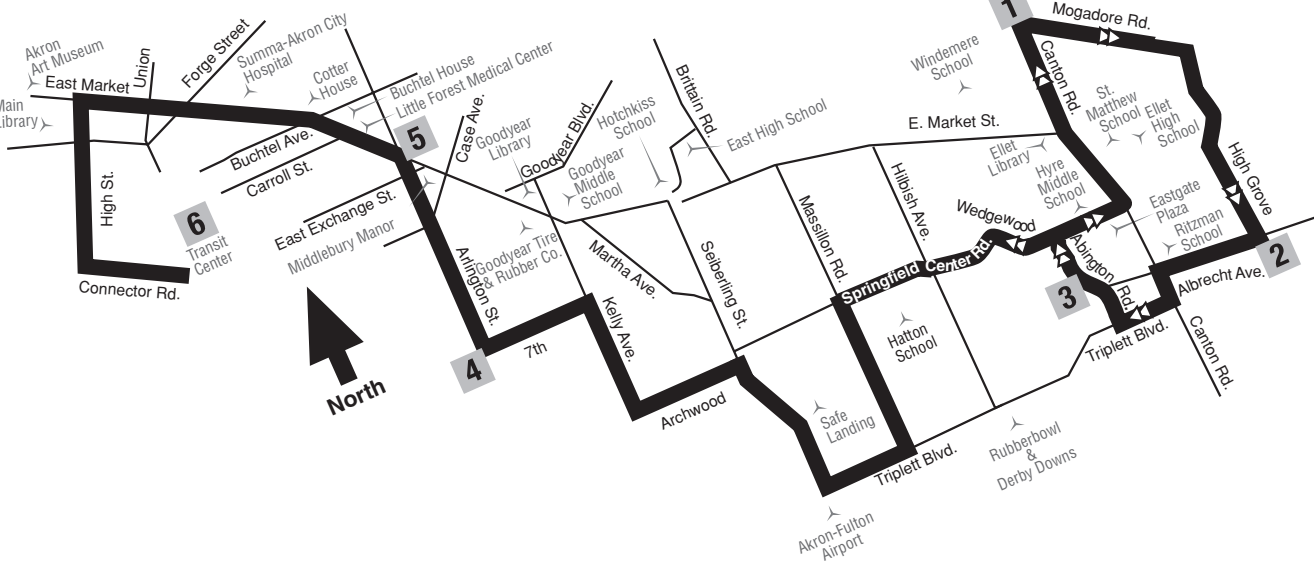 Akron
Art Museum
Main
Library
East Market
Union
Forge Street
Summa-Akron City
Hospital
Cotter
House
Buchtel House
Little Forest Medical Center
Buchtel Ave.
Carroll St.
High St.
6
Transit
Center
Connector Rd.
East Exchange St.
Middlebury Manor
North
5
Case Ave.
Goodyear
Library
Goodyear Blvd.
Goodyear
Middle
School
Hotchkiss
School
Brittain Rd.
East High School
Arlington St.
Goodyear Tire
& Rubber Co.
Martha Ave.
Seiberling St.
Kelly Ave.
7th
4
Archwood
Massillon Rd.
Hilbish Ave.
E. Market St.
Windemere
School
1
Mogadore Rd.
Canton Rd.
St.
Matthew
School
Ellet
High
School
Ellet
Library
Hyre
Middle
School
High Grove
Wedgewood
Eastgate
Plaza
Ritzman
School
2
Albrecht Ave.
Abington Rd.
3
Springfield Center Rd.
Triplett Blvd.
Canton Rd.
Hatton
School
Safe
Landing
Triplett Blvd.
Rubberbowl
&
Derby Downs
Akron-Fulton
Airport